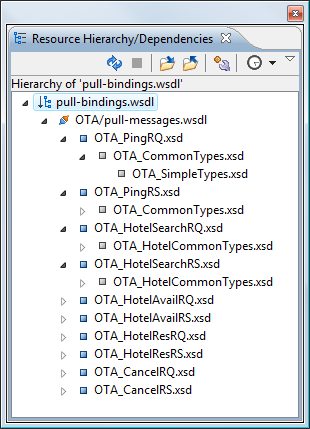 Resource Hierarchy/Dependencies
Hierarchy of 'pull-bindings.wsdl'
pull-bindings.wsdl
OTA/pull-messages.wsdl
OTA_PingRQ.xsd
OTA_CommonTypes.xsd
OTA_SimpleTypes.xsd
OTA_PingRS.xsd
OTA_CommonTypes.xsd
OTA_HotelSearchRQ.xsd
OTA_HotelCommonTypes.xsd
OTA_HotelSearchRS.xsd
OTA_HotelCommonTypes.xsd
OTA_HotelAvailRQ.xsd
OTA_HotelAvailRS.xsd
OTA_HotelResRQ.xsd
OTA_HotelResRS.xsd
OTA_CancelRQ.xsd
OTA_CancelRS.xsd